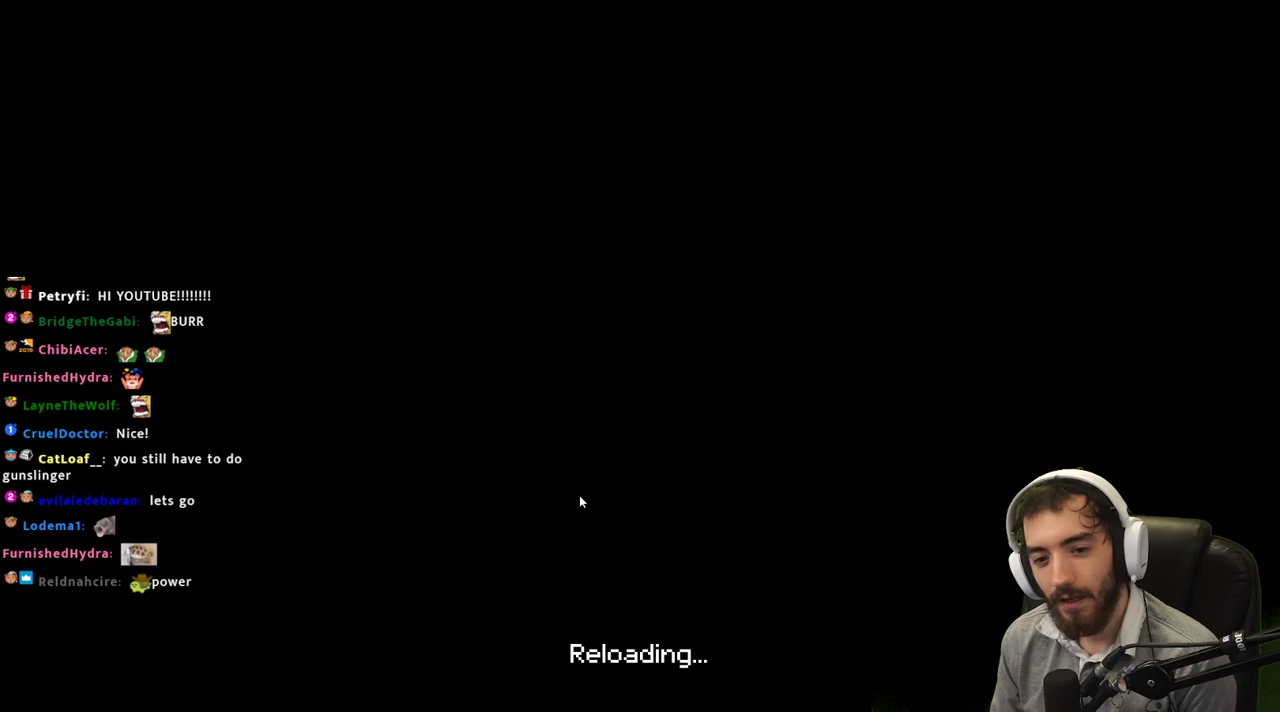 Petryfi: HI YOUTUBE!!!!!!!!
BridgeTheGabi: BURR
ChibiAcer:
FurnishedHydra:
LayneTheWolf:
CruelDoctor: Nice!
CatLoaf__: you still have to do
gunslinger
evilaledebaran: lets go
Lodema1:
FurnishedHydra:
Reldnahcire: power
Reloading...